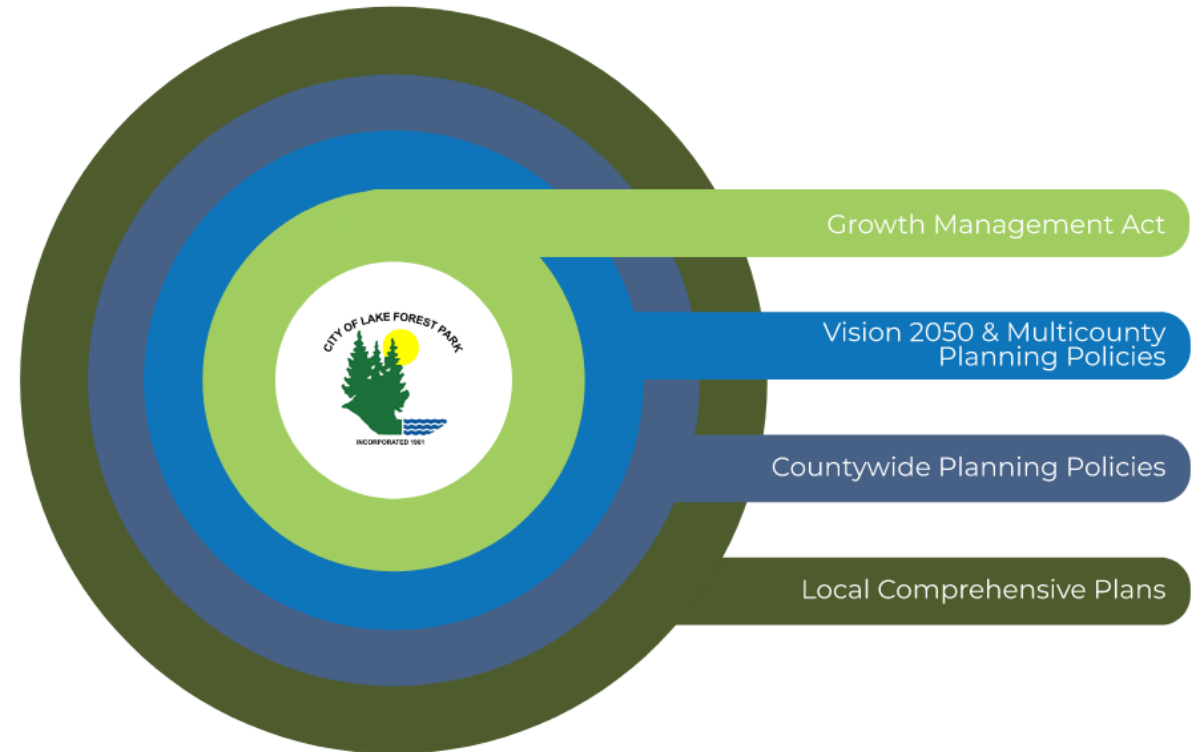 CITY OF LAKE FOREST PARK
INCORPORATED 1961
Growth Management Act
Vision 2050 & Multicounty
Planning Policies
Countywide Planning Policies
Local Comprehensive Plans